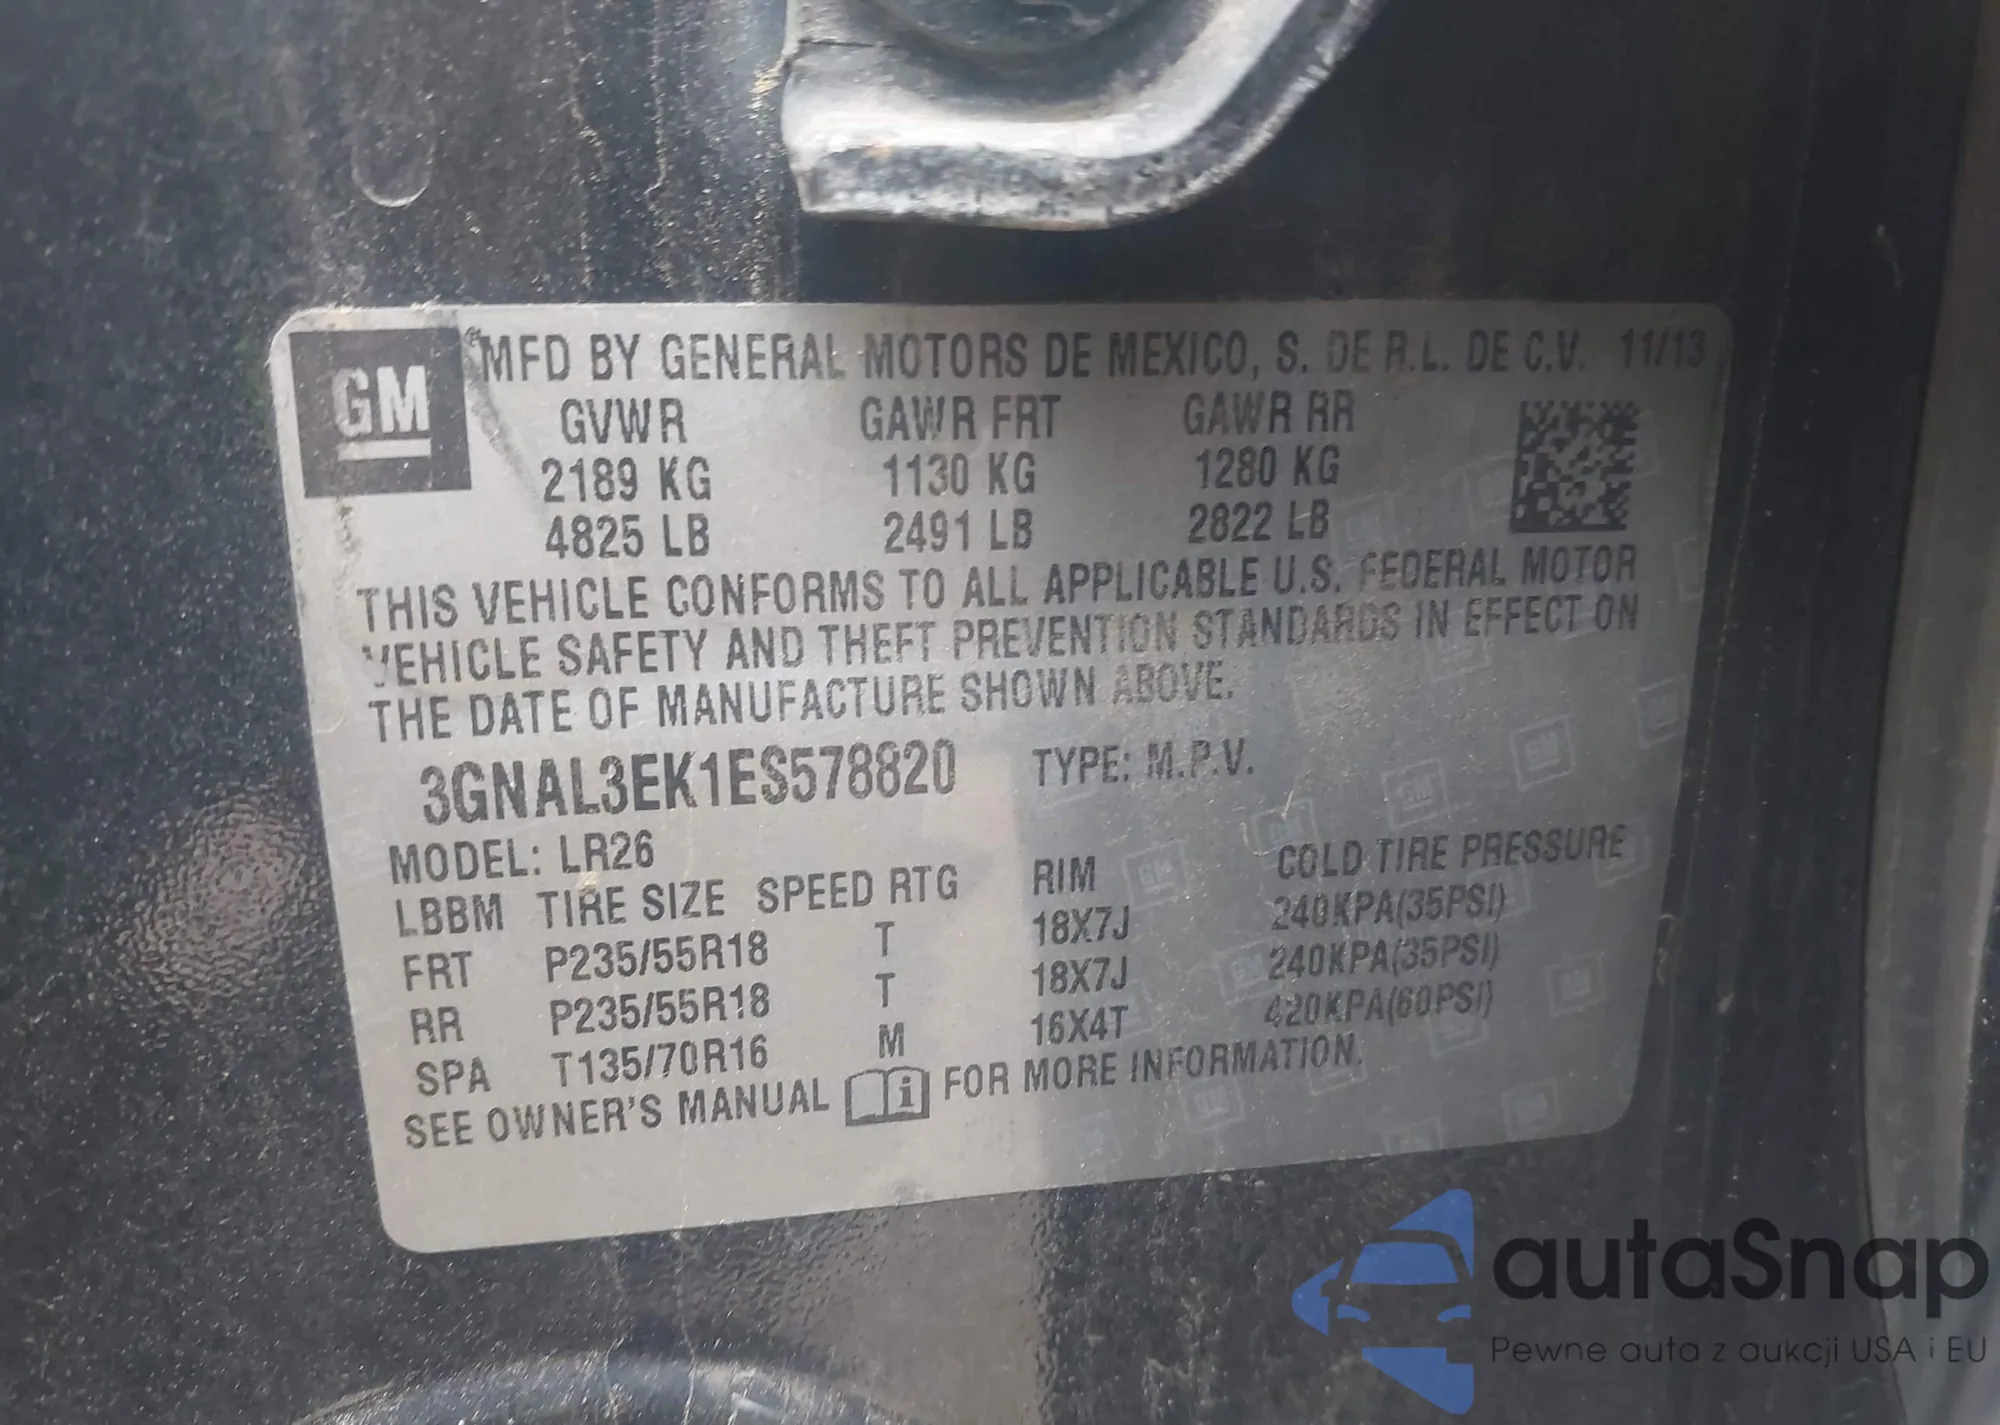 GM
MFD BY GENERAL MOTORS DE MEXICO, S. DE R.L. DE C.V. 11/13
GVWR GAWR FRT GAWR RR
2189 KG 1130 KG 1280 KG
4825 LB 2491 LB 2822 LB
THIS VEHICLE CONFORMS TO ALL APPLICABLE U.S. FEDERAL MOTOR
VEHICLE SAFETY AND THEFT PREVENTION STANDARDS IN EFFECT ON
THE DATE OF MANUFACTURE SHOWN ABOVE.
3GNAL3EK1ES578820 TYPE: M.P.V.
MODEL: LR26
LBBM TIRE SIZE SPEED RTG RIM COLD TIRE PRESSURE
FRT P235/55R18 T 18X7J 240KPA(35PSI)
RR P235/55R18 T 18X7J 240KPA(35PSI)
SPA T135/70R16 M 16X4T 420KPA(60PSI)
SEE OWNER'S MANUAL i FOR MORE INFORMATION.
autaSnap
Pewne auta z aukcji USA i EU